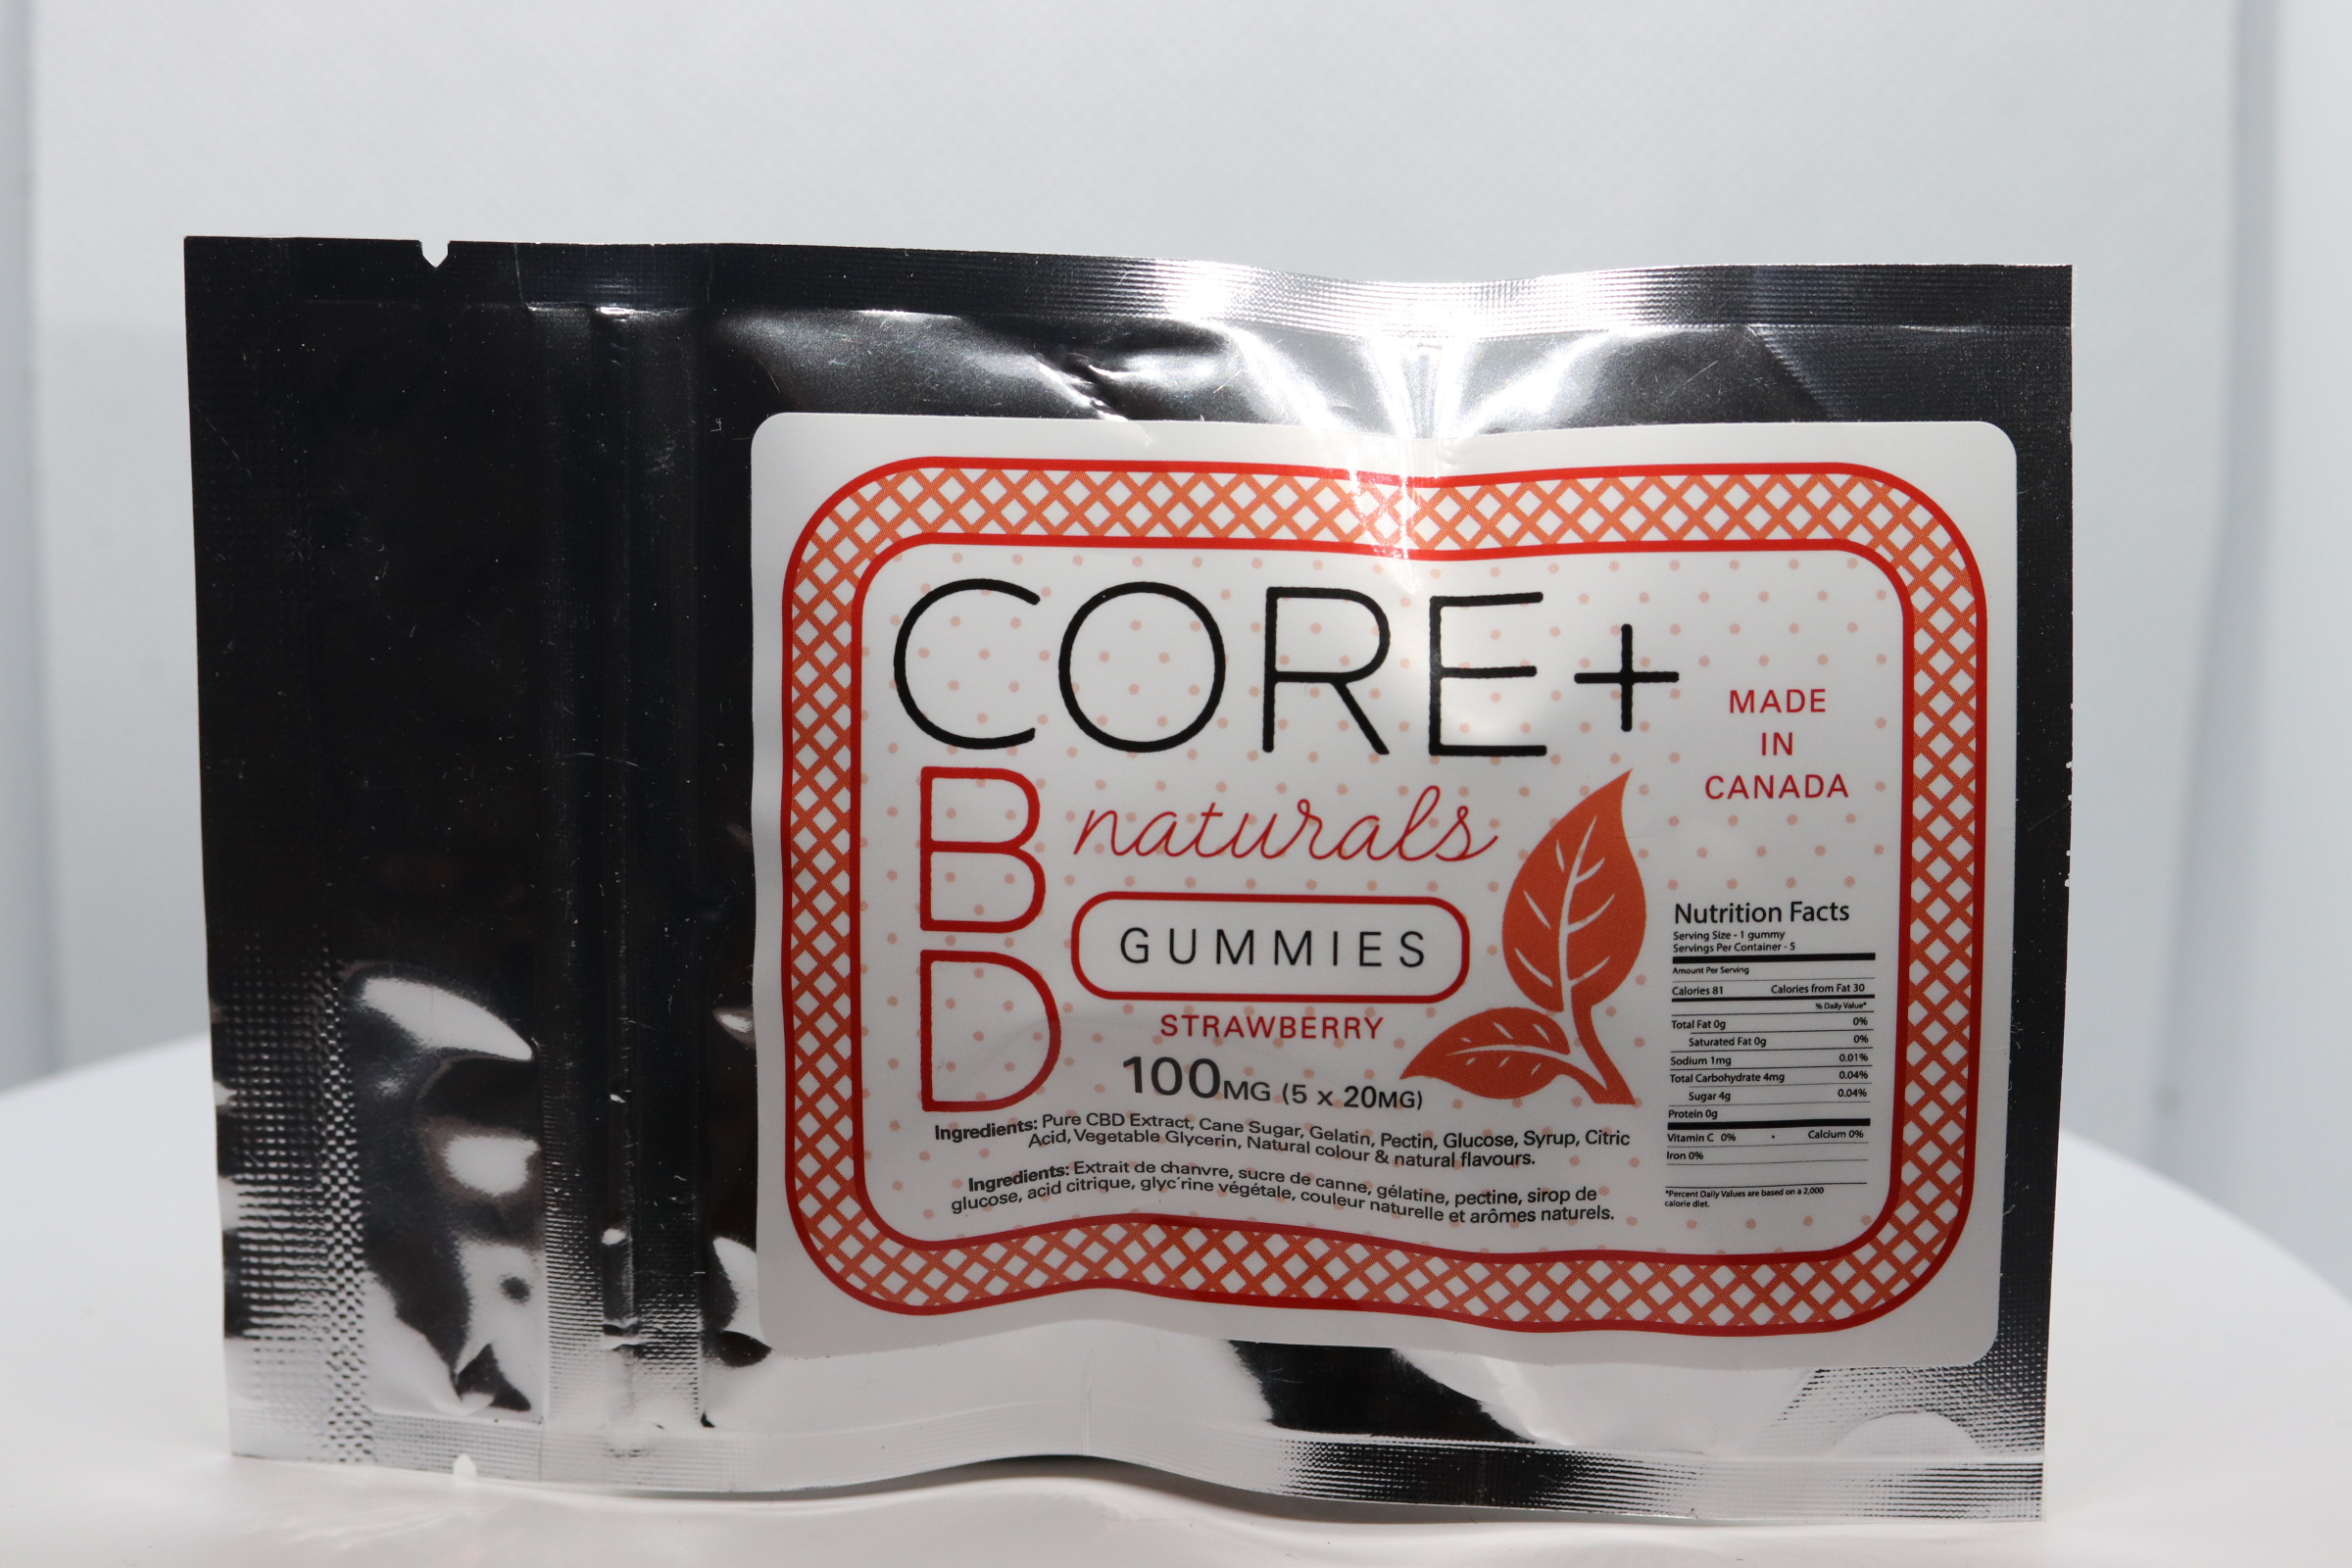 CORE+
MADE
IN
CANADA
B
D
naturals
GUMMIES
STRAWBERRY
100MG (5 x 20MG)
Ingredients: Pure CBD Extract, Cane Sugar, Gelatin, Pectin, Glucose, Syrup, Citric
Acid, Vegetable Glycerin, Natural colour & natural flavours.
Ingredients: Extrait de chanvre, sucre de canne, gélatine, pectine, sirop de
glucose, acid citrique, glyc´rine végétale, couleur naturelle et arômes naturels.
Nutrition Facts
Serving Size - 1 gummy
Servings Per Container - 5
Amount Per Serving
Calories 81 Calories from Fat 30
% Daily Value*
Total Fat 0g 0%
Saturated Fat 0g 0%
Sodium 1mg 0.01%
Total Carbohydrate 4mg 0.04%
Sugar 4g 0.04%
Protein 0g
Vitamin C 0% • Calcium 0%
Iron 0%
*Percent Daily Values are based on a 2,000
calorie diet.